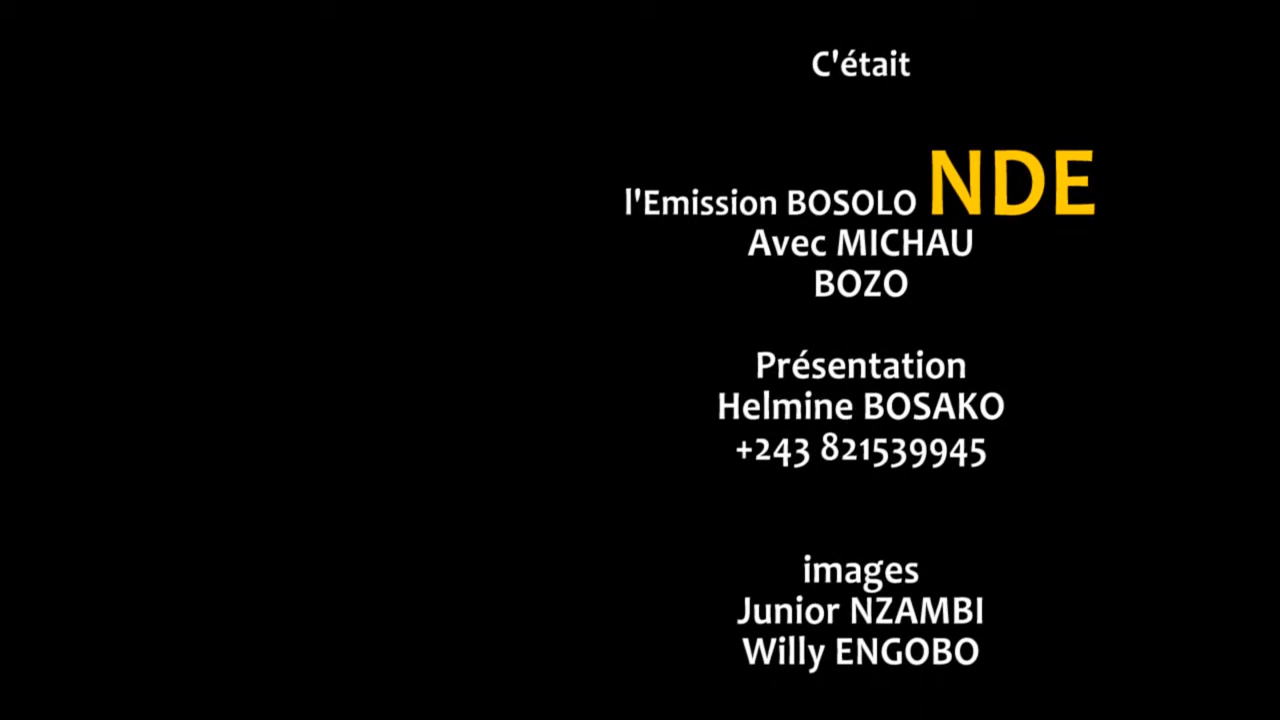 C'était
l'Emission BOSOLO NDE
Avec MICHAU
BOZO
Présentation
Helmine BOSAKO
+243 821539945
images
Junior NZAMBI
Willy ENGOBO